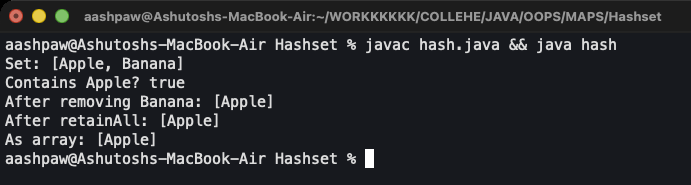 aashpaw@Ashutoshs-MacBook-Air:~/WORKKKKKK/COLLEHE/JAVA/OOPS/MAPS/Hashset
aashpaw@Ashutoshs-MacBook-Air Hashset % javac hash.java && java hash
Set: [Apple, Banana]
Contains Apple? true
After removing Banana: [Apple]
After retainAll: [Apple]
As array: [Apple]
aashpaw@Ashutoshs-MacBook-Air Hashset %